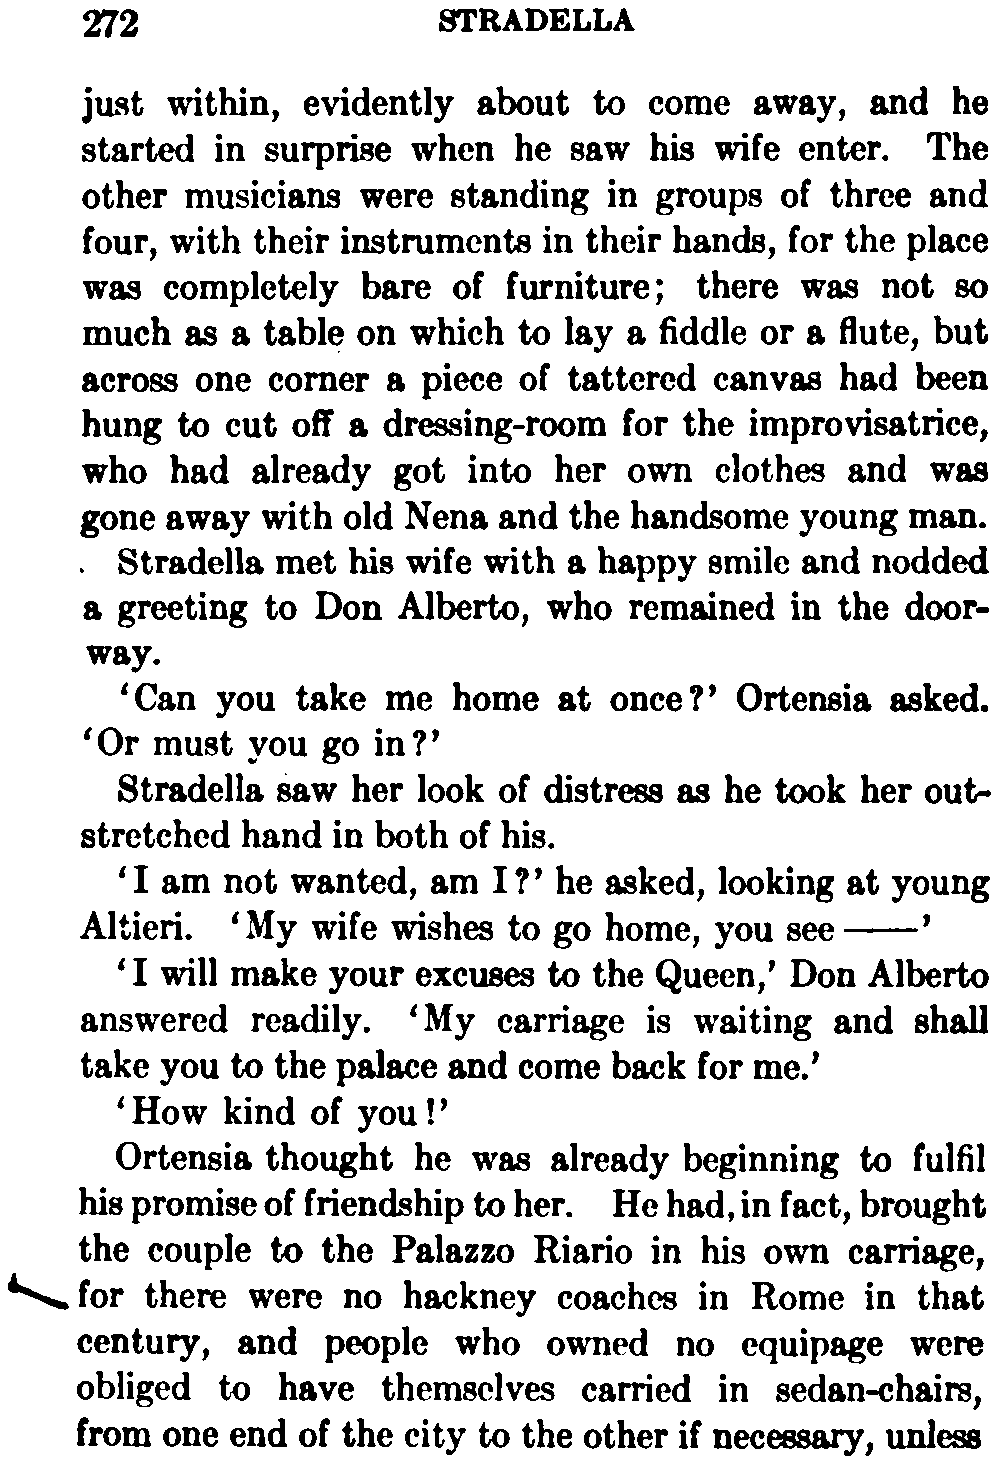 272 STRADELLA
just within, evidently about to come away, and he
started in surprise when he saw his wife enter. The
other musicians were standing in groups of three and
four, with their instruments in their hands, for the place
was completely bare of furniture; there was not so
much as a table on which to lay a fiddle or a flute, but
across one corner a piece of tattered canvas had been
hung to cut off a dressing-room for the improvisatrice,
who had already got into her own clothes and was
gone away with old Nena and the handsome young man.
Stradella met his wife with a happy smile and nodded
a greeting to Don Alberto, who remained in the door-
way.
‘Can you take me home at once?’ Ortensia asked.
‘Or must you go in?’
Stradella saw her look of distress as he took her out-
stretched hand in both of his.
‘I am not wanted, am I?’ he asked, looking at young
Altieri. ‘My wife wishes to go home, you see ——’
‘I will make your excuses to the Queen,’ Don Alberto
answered readily. ‘My carriage is waiting and shall
take you to the palace and come back for me.’
‘How kind of you!’
Ortensia thought he was already beginning to fulfil
his promise of friendship to her. He had, in fact, brought
the couple to the Palazzo Riario in his own carriage,
for there were no hackney coaches in Rome in that
century, and people who owned no equipage were
obliged to have themselves carried in sedan-chairs,
from one end of the city to the other if necessary, unless